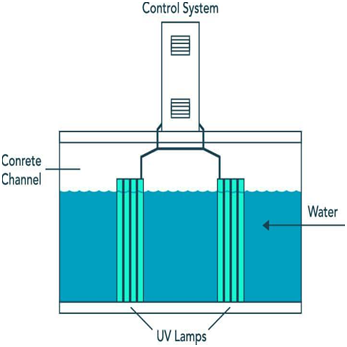 Control System
Conrete
Channel
Water
UV Lamps